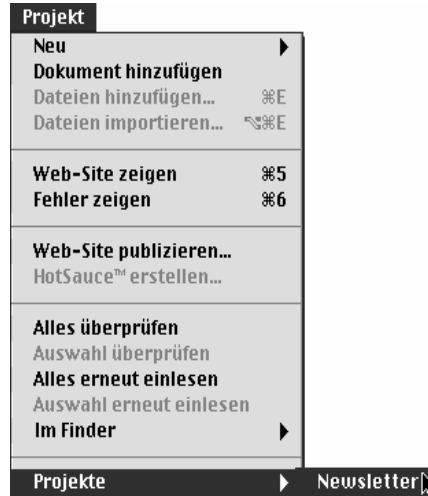 Projekt
Neu
Dokument hinzufügen
Dateien hinzufügen... ⌘E
Dateien importieren... ⌥⌘E
Web-Site zeigen ⌘5
Fehler zeigen ⌘6
Web-Site publizieren...
HotSauce™ erstellen...
Alles überprüfen
Auswahl überprüfen
Alles erneut einlesen
Auswahl erneut einlesen
Im Finder
Projekte Newsletter